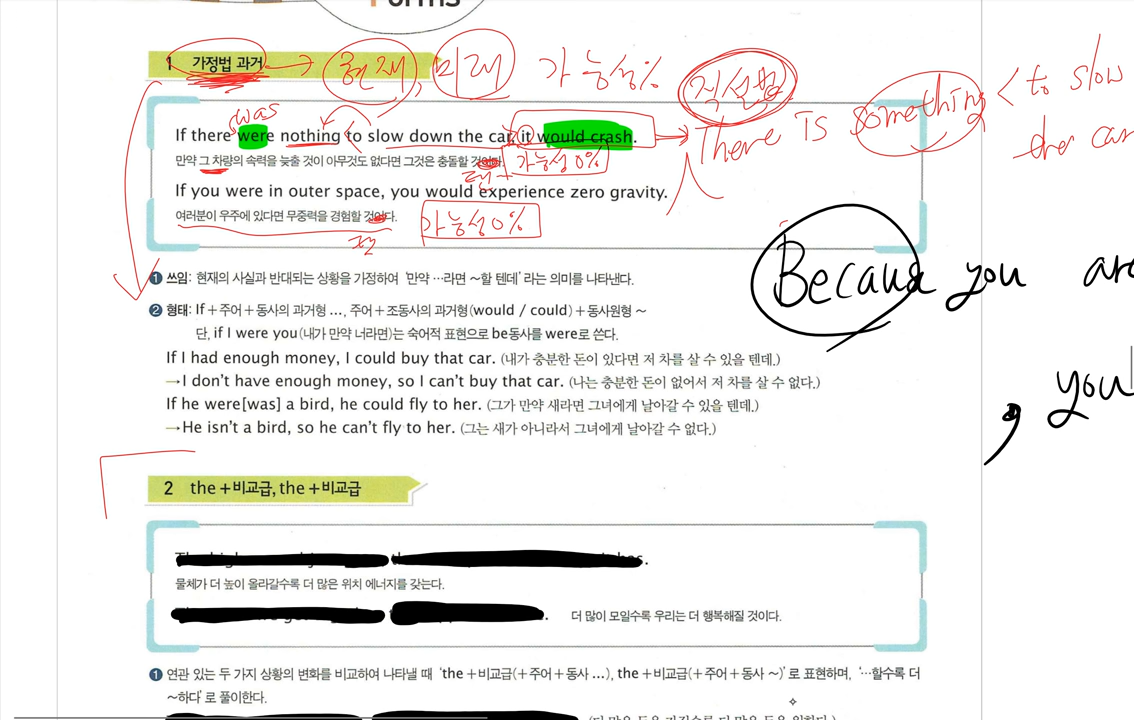 1 가정법 과거 → 현재, 미래 가능성% 직설법
was
If there were nothing to slow down the car, it would crash. There Is something < to slow
the car
만약 그 차량의 속력을 늦출 것이 아무것도 없다면 그것은 충돌할 가능성 0%
If you were in outer space, you would experience zero gravity.
여러분이 우주에 있다면 무중력을 경험할 가능성 0%
Becaus you are
❶ 쓰임: 현재의 사실과 반대되는 상황을 가정하여 ‘만약 …라면 ~할 텐데’ 라는 의미를 나타낸다.
❷ 형태: If＋주어＋동사의 과거형 …, 주어＋조동사의 과거형(would / could)＋동사원형 ~
단, if I were you(내가 만약 너라면)는 숙어적 표현으로 be동사를 were로 쓴다.
If I had enough money, I could buy that car. (내가 충분한 돈이 있다면 저 차를 살 수 있을 텐데.)
→I don’t have enough money, so I can’t buy that car. (나는 충분한 돈이 없어서 저 차를 살 수 없다.)
, you
If he were[was] a bird, he could fly to her. (그가 만약 새라면 그녀에게 날아갈 수 있을 텐데.)
→He isn’t a bird, so he can’t fly to her. (그는 새가 아니라서 그녀에게 날아갈 수 없다.)
2 the＋비교급, the＋비교급
물체가 더 높이 올라갈수록 더 많은 위치 에너지를 갖는다.
더 많이 모일수록 우리는 더 행복해질 것이다.
❶ 연관 있는 두 가지 상황의 변화를 비교하여 나타낼 때 ‘the＋비교급(＋주어＋동사 …), the＋비교급(＋주어＋동사 ~)’로 표현하며, ‘…할수록 더
~하다’로 풀이한다.